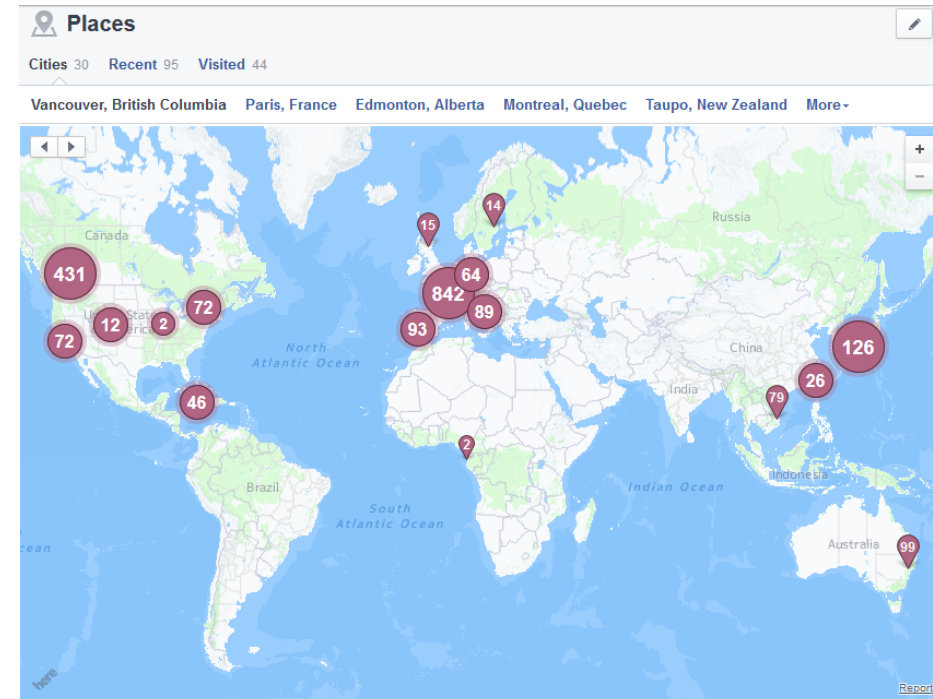 Places
Cities 30 Recent 95 Visited 44
Vancouver, British Columbia Paris, France Edmonton, Alberta Montreal, Quebec Taupo, New Zealand More
14
15
Russia
Canada
431
64
842
72
89
12
2
93
72
North
Atlantic Ocean
China
126
26
India
79
46
2
Brazil
Indonesia
Indian Ocean
South
Atlantic Ocean
Australia
99
cean
here
Report